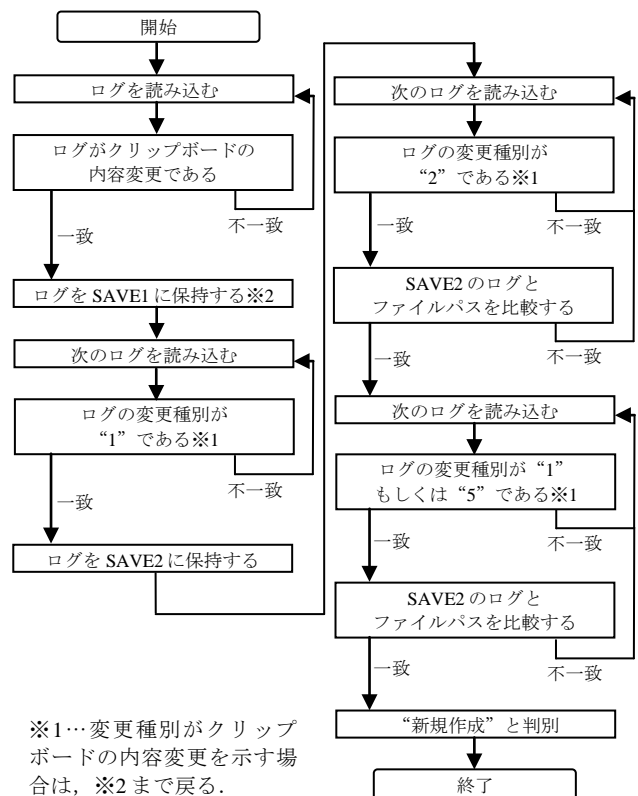 開始
ログを読み込む
ログがクリップボードの
内容変更である
一致
不一致
ログを SAVE1 に保持する※2
次のログを読み込む
ログの変更種別が
“1”である※1
一致
不一致
ログを SAVE2 に保持する
次のログを読み込む
ログの変更種別が
“2”である※1
一致
不一致
SAVE2 のログと
ファイルパスを比較する
一致
不一致
次のログを読み込む
ログの変更種別が“1”
もしくは“5”である※1
一致
不一致
SAVE2 のログと
ファイルパスを比較する
一致
不一致
“新規作成”と判別
終了
※1…変更種別がクリップ
ボードの内容変更を示す場
合は，※2 まで戻る．